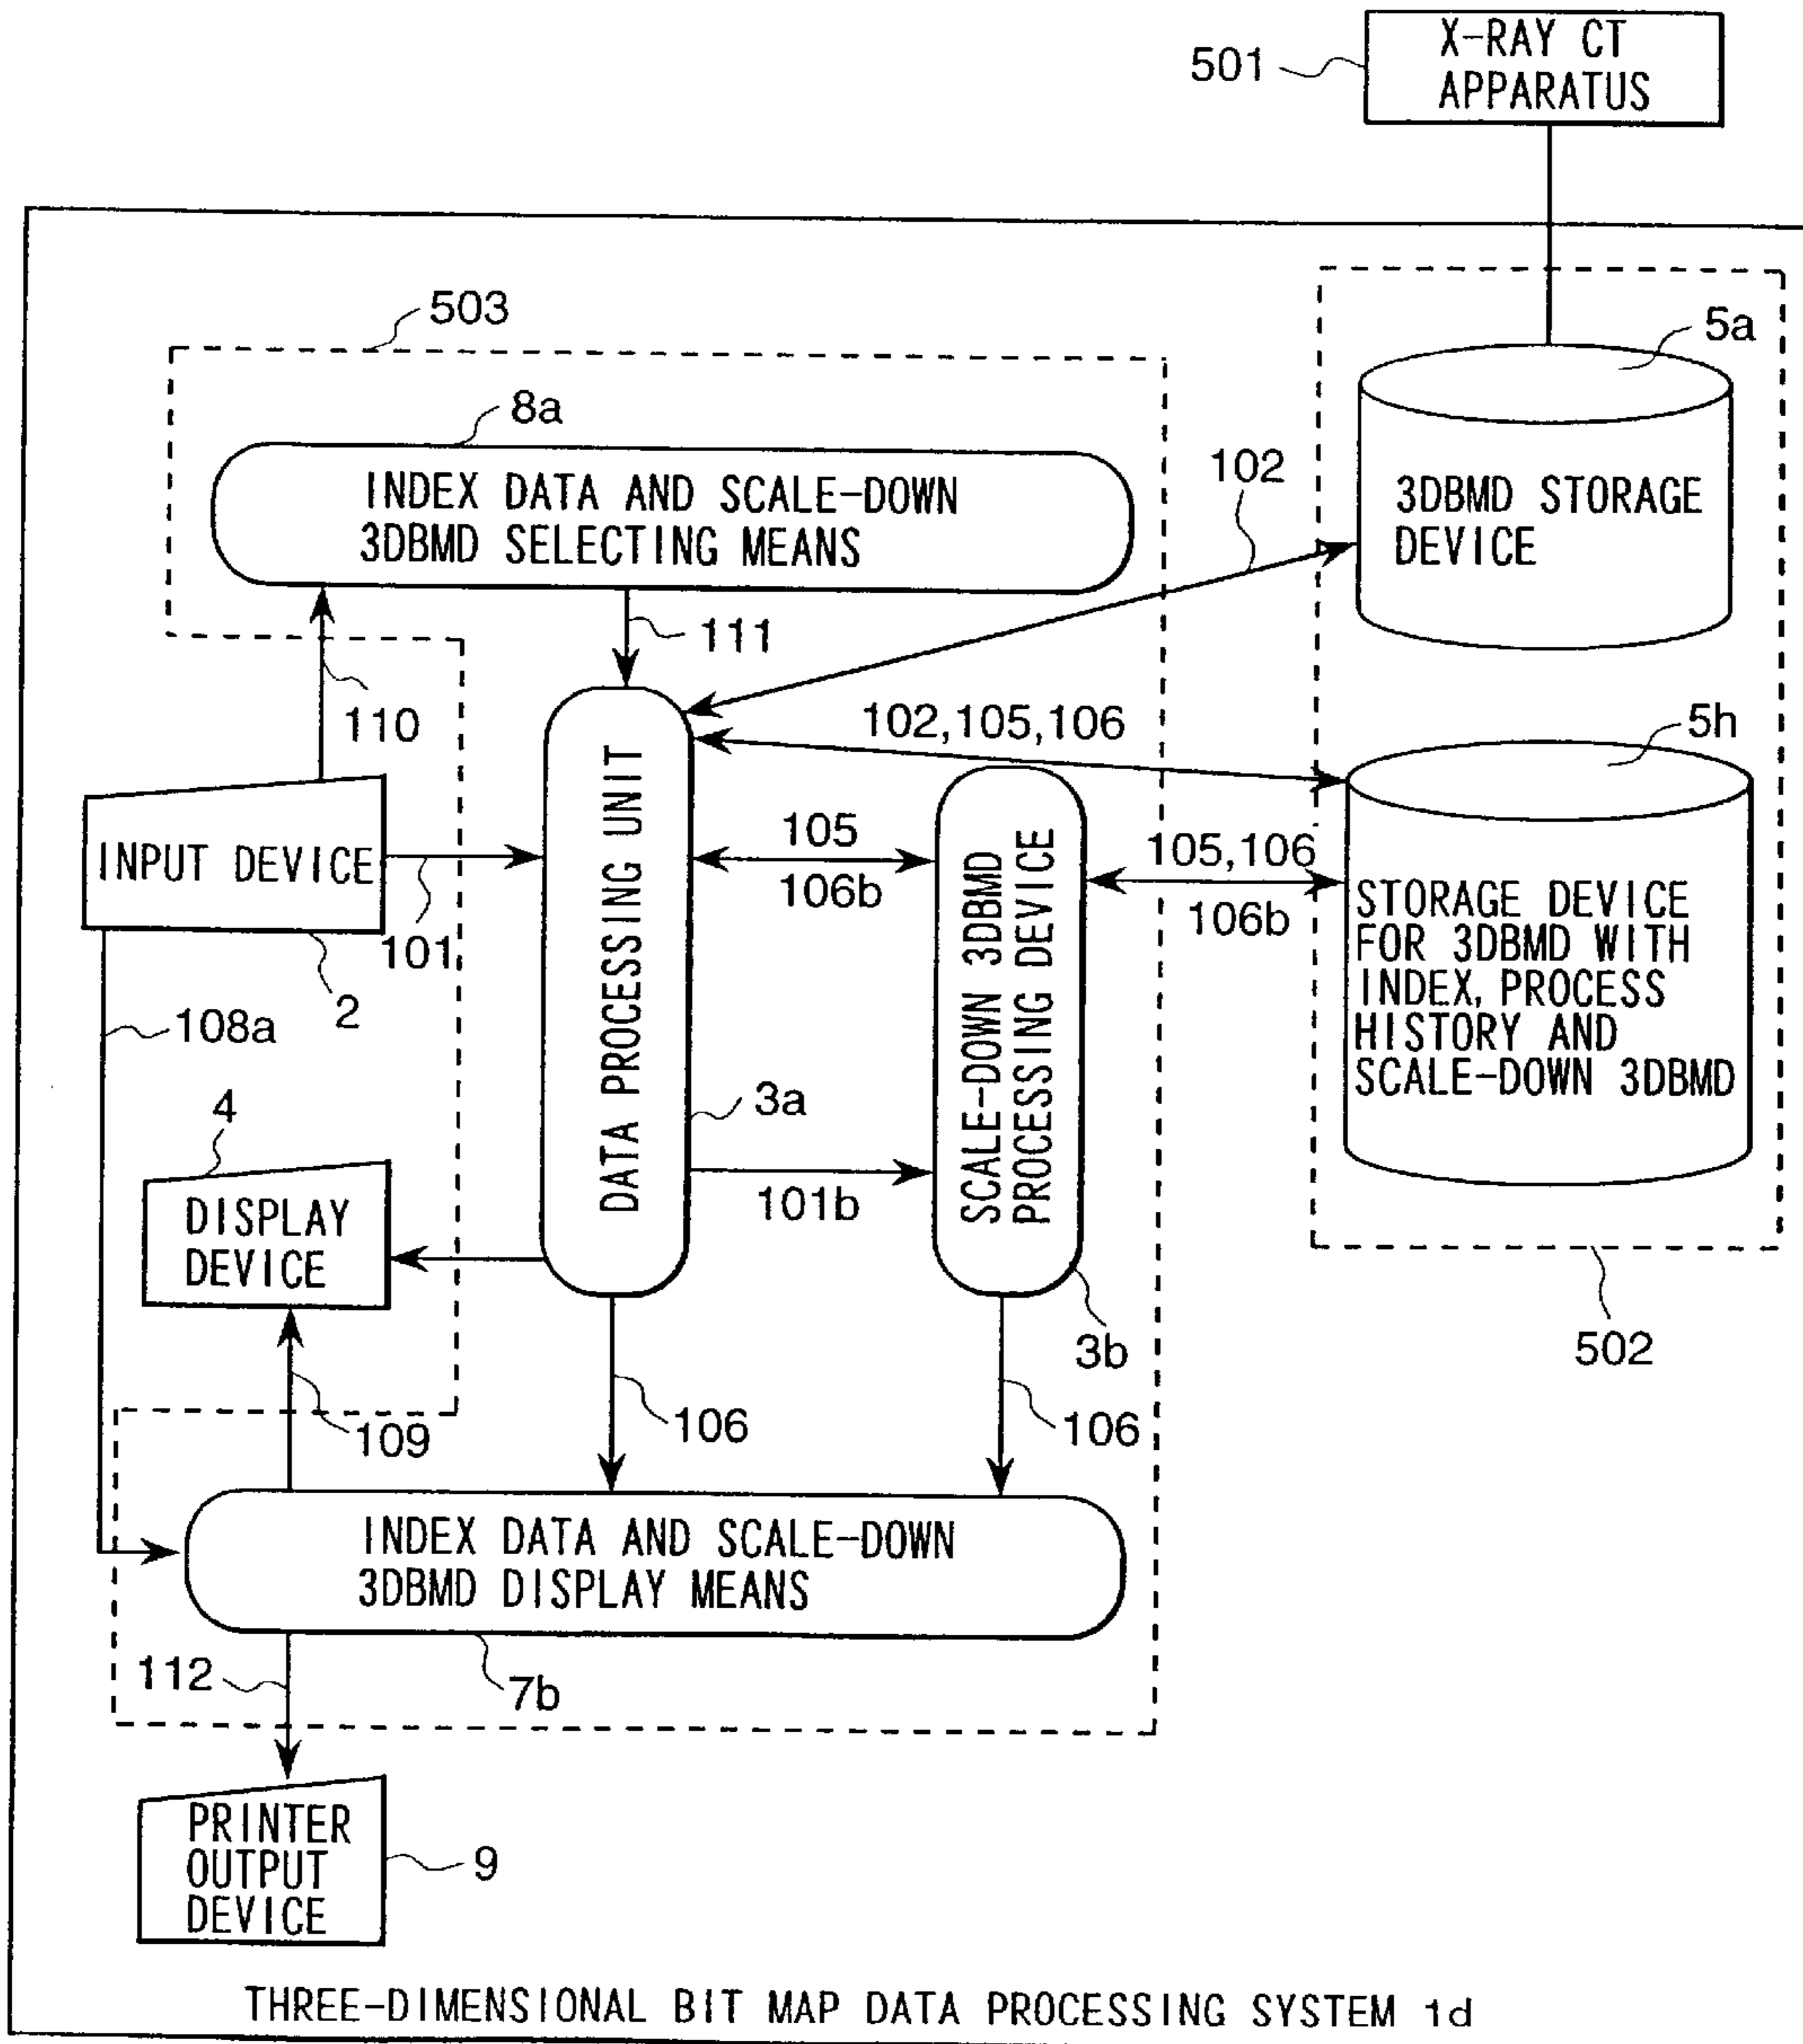 X-RAY CT
APPARATUS
501
503
5a
8a
INDEX DATA AND SCALE-DOWN
3DBMD SELECTING MEANS
102
3DBMD STORAGE
DEVICE
111
110
102,105,106
5h
INPUT DEVICE
101
2
DATA PROCESSING UNIT
105
106b
SCALE-DOWN 3DBMD
PROCESSING DEVICE
105,106
106b
STORAGE DEVICE
FOR 3DBMD WITH
INDEX, PROCESS
HISTORY AND
SCALE-DOWN 3DBMD
108a
4
3a
DISPLAY
DEVICE
101b
3b
502
109
106
106
INDEX DATA AND SCALE-DOWN
3DBMD DISPLAY MEANS
112
7b
PRINTER
OUTPUT
DEVICE
9
THREE-DIMENSIONAL BIT MAP DATA PROCESSING SYSTEM 1d